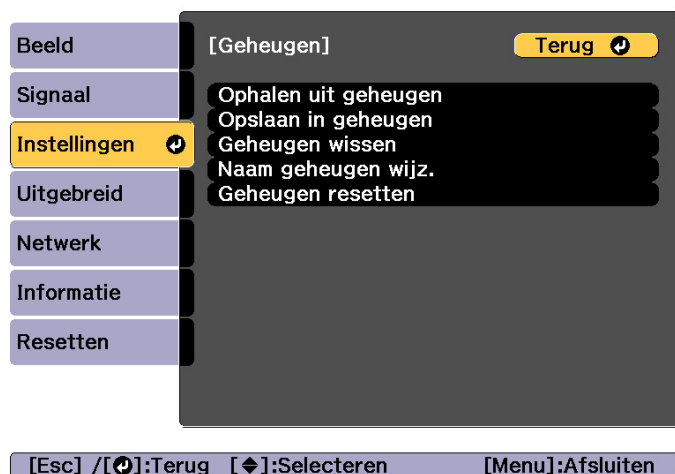 Beeld
Signaal
Instellingen
Uitgebreid
Netwerk
Informatie
Resetten
[Geheugen] Terug
Ophalen uit geheugen
Opslaan in geheugen
Geheugen wissen
Naam geheugen wijz.
Geheugen resetten
[Esc] /[⏎]:Terug [◆]:Selecteren [Menu]:Afsluiten